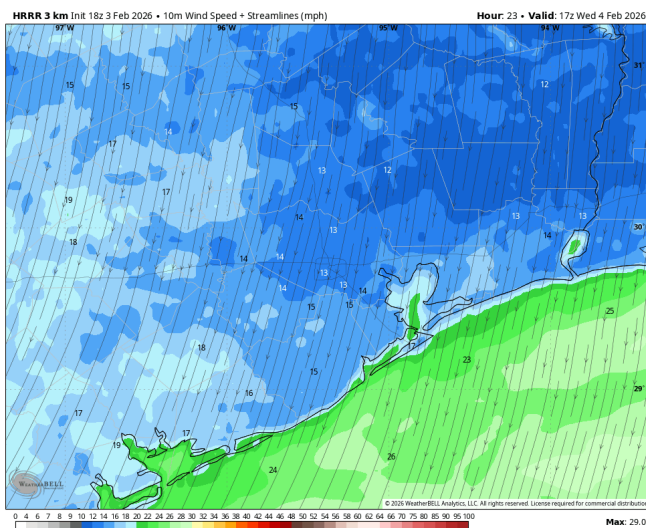 HRRR 3 km Init 18z 3 Feb 2026 • 10m Wind Speed + Streamlines (mph)
Hour: 23 • Valid: 17z Wed 4 Feb 2026
97°W 96°W 95°W 94°W
31°
12
15 15
15
14
17
13 12
17
19
14 13 13
13 30°
18 14
14 14
13
14 13 14
15 15
25
17
18
23
15
16 29°
17
17
19
26
24
WeatherBELL
© 2026 WeatherBELL Analytics, LLC. All rights reserved. License required for commercial distribution
0 4 6 8 9 10 12 14 16 18 20 22 24 26 28 30 32 34 36 38 40 42 44 46 48 50 52 54 56 58 60 62 64 66 70 75 80 85 90 95 100
Max: 29.0